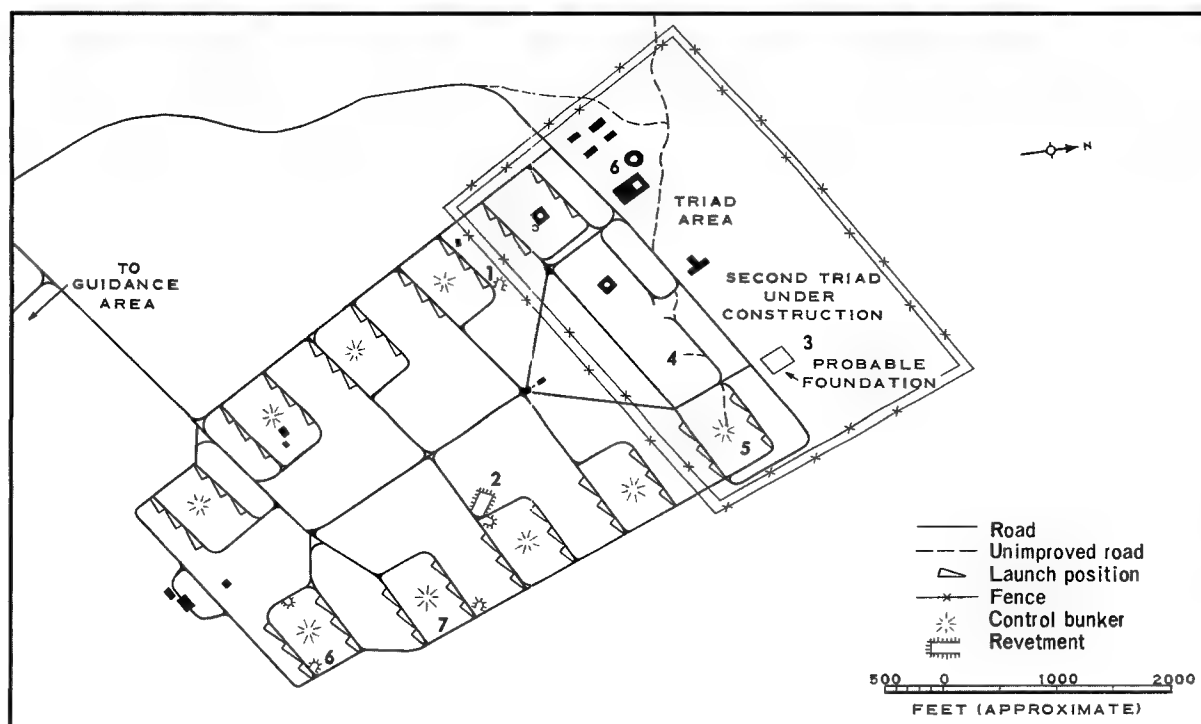 N
6
TRIAD
AREA
3
TO
GUIDANCE
AREA
1
SECOND TRIAD
UNDER
CONSTRUCTION
3
4
PROBABLE
FOUNDATION
5
2
7
6
Road
Unimproved road
Launch position
Fence
Control bunker
Revetment
500 0 1000 2000
FEET (APPROXIMATE)